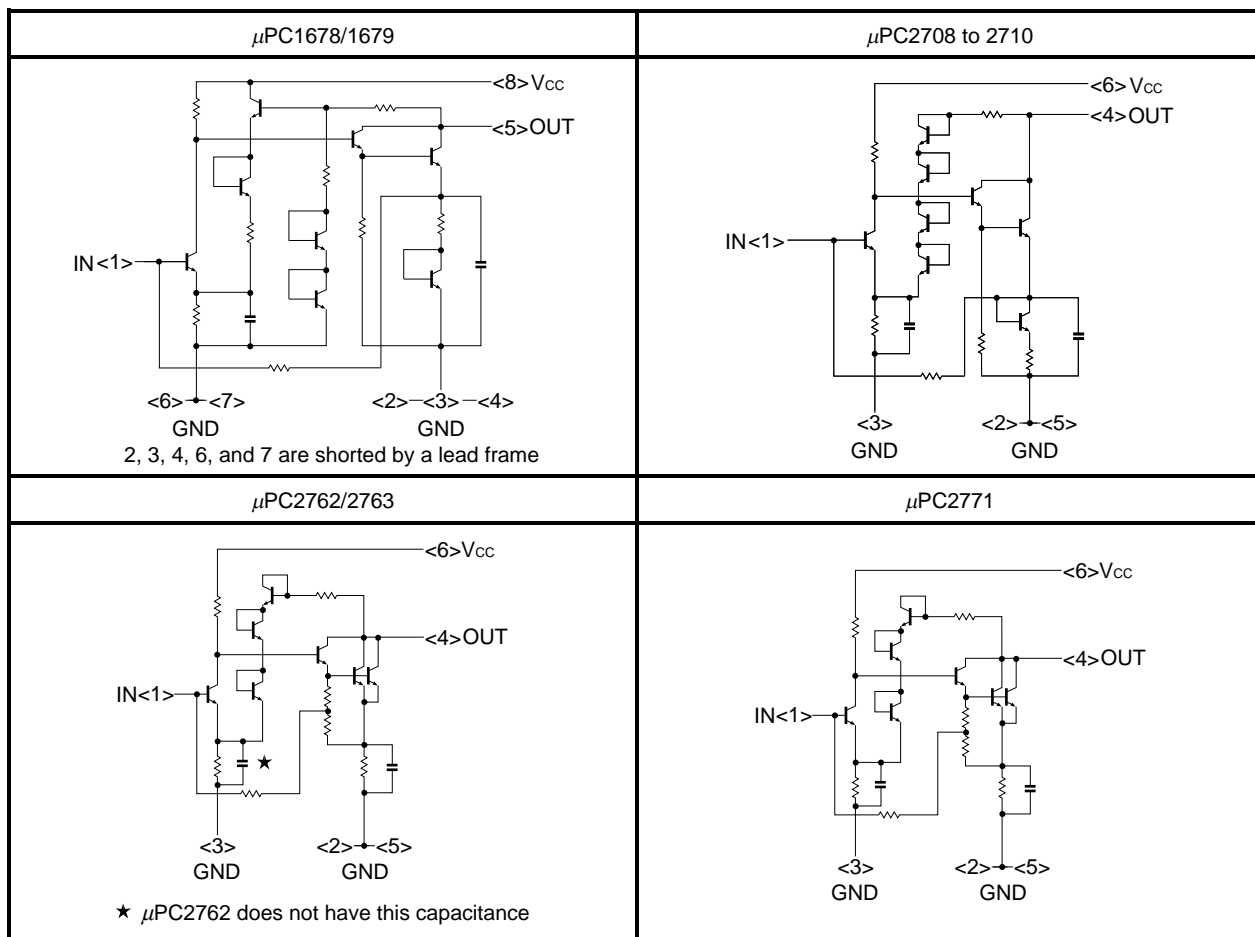 μPC1678/1679
μPC2708 to 2710
<8>Vcc
<5>OUT
IN<1>
<6> <7>
GND
<2> <3> <4>
GND
2, 3, 4, 6, and 7 are shorted by a lead frame
<6>Vcc
<4>OUT
IN<1>
<3>
GND
<2> <5>
GND
μPC2762/2763
μPC2771
<6>Vcc
<4>OUT
IN<1>
<3>
GND
<2> <5>
GND
★ μPC2762 does not have this capacitance
<6>Vcc
<4>OUT
IN<1>
<3>
GND
<2> <5>
GND